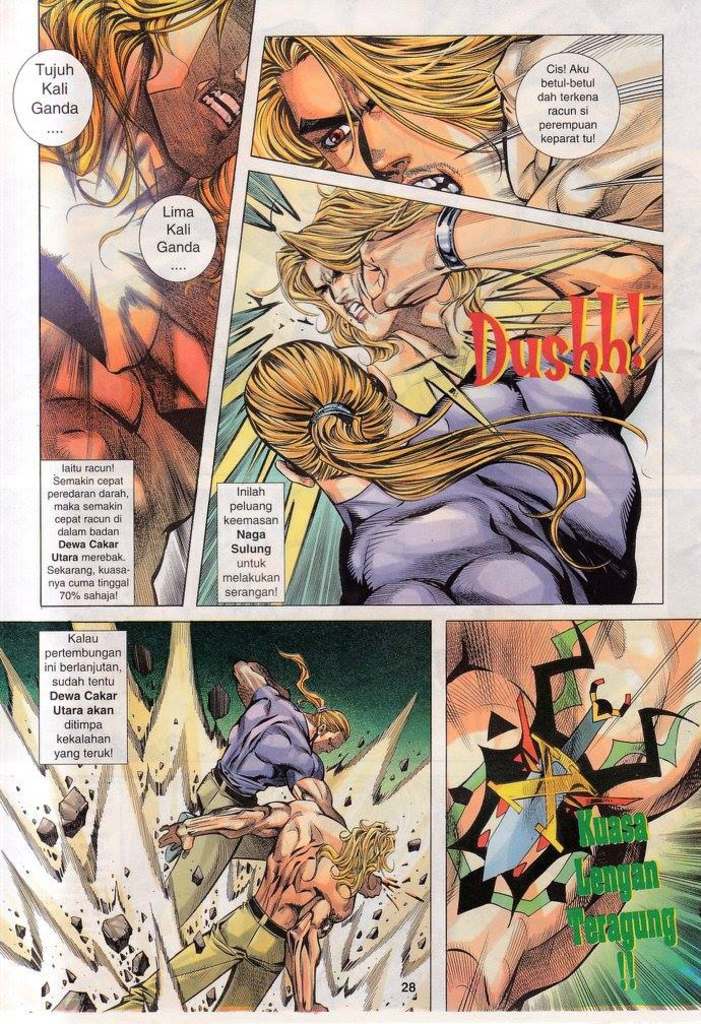 Tujuh
Kali
Ganda
....
Lima
Kali
Ganda
....
Cis! Aku
betul-betul
dah terkena
racun si
perempuan
keparat tu!
Dushh!
Iaitu racun!
Semakin cepat
peredaran darah,
maka semakin
cepat racun di
dalam badan
Dewa Cakar
Utara merebak.
Sekarang, kuasa-
nya cuma tinggal
70% sahaja!
Inilah
peluang
keemasan
Naga
Sulung
untuk
melakukan
serangan!
Kalau
pertembungan
ini berlanjutan,
sudah tentu
Dewa Cakar
Utara akan
ditimpa
kekalahan
yang teruk!
Kuasa
Lengan
Teragung
!!
28